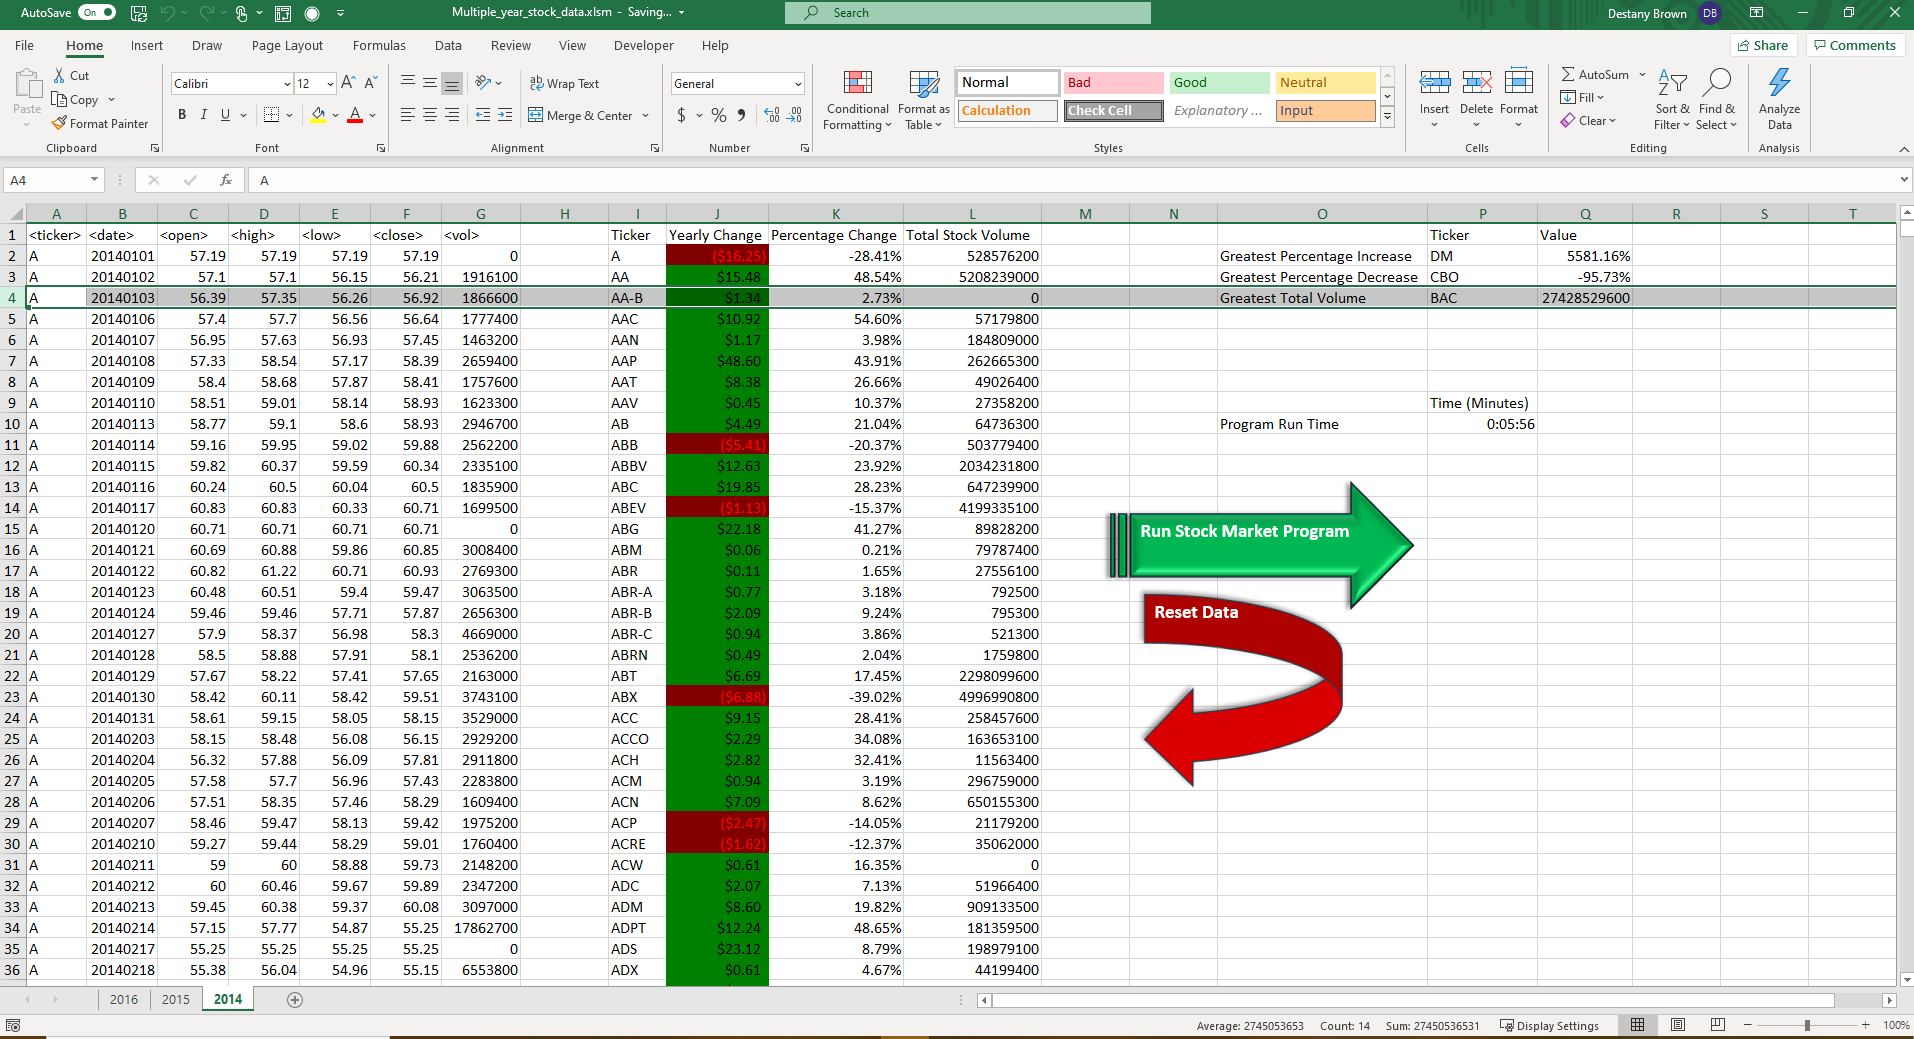 AutoSave On Multiple_year_stock_data.xlsm - Saving... Search Destany Brown DB
File Home Insert Draw Page Layout Formulas Data Review View Developer Help Share Comments
Paste Cut Copy Format Painter Clipboard
Calibri 12 B I U A A A Font
ab Wrap Text Merge & Center Alignment
General $ % Number
Conditional Formatting Format as Table Normal Bad Good Neutral
Calculation Check Cell Explanatory ... Input Styles
Insert Delete Format Cells
AutoSum Fill Clear Sort & Filter Find & Select Editing
Analyze Data Analysis
A4 fx A
A B C D E F G H I J K L M N O P Q R S T
1 <ticker> <date> <open> <high> <low> <close> <vol> Ticker Yearly Change Percentage Change Total Stock Volume Ticker Value
2 A 20140101 57.19 57.19 57.19 57.19 0 A ($16.25) -28.41% 528576200 Greatest Percentage Increase DM 5581.16%
3 A 20140102 57.1 57.1 56.15 56.21 1916100 AA $15.48 48.54% 5208239000 Greatest Percentage Decrease CBO -95.73%
4 A 20140103 56.39 57.35 56.26 56.92 1866600 AA-B $1.34 2.73% 0 Greatest Total Volume BAC 27428529600
5 A 20140106 57.4 57.7 56.56 56.64 1777400 AAC $10.92 54.60% 57179800
6 A 20140107 56.95 57.63 56.93 57.45 1463200 AAN $1.17 3.98% 184809000
7 A 20140108 57.33 58.54 57.17 58.39 2659400 AAP $48.60 43.91% 262665300
8 A 20140109 58.4 58.68 57.87 58.41 1757600 AAT $8.38 26.66% 49026400
9 A 20140110 58.51 59.01 58.14 58.93 1623300 AAV $0.45 10.37% 27358200 Time (Minutes)
10 A 20140113 58.77 59.1 58.6 58.93 2946700 AB $4.49 21.04% 64736300 Program Run Time 0:05:56
11 A 20140114 59.16 59.95 59.02 59.88 2562200 ABB ($5.41) -20.37% 503779400
12 A 20140115 59.82 60.37 59.59 60.34 2335100 ABBV $12.63 23.92% 2034231800
13 A 20140116 60.24 60.5 60.04 60.5 1835900 ABC $19.85 28.23% 647239900
14 A 20140117 60.83 60.83 60.33 60.71 1699500 ABEV ($1.13) -15.37% 4199335100
15 A 20140120 60.71 60.71 60.71 60.71 0 ABG $22.18 41.27% 89828200
16 A 20140121 60.69 60.88 59.86 60.85 3008400 ABM $0.06 0.21% 79787400
17 A 20140122 60.82 61.22 60.71 60.93 2769300 ABR $0.11 1.65% 27556100
18 A 20140123 60.48 60.51 59.4 59.47 3063500 ABR-A $0.77 3.18% 792500
19 A 20140124 59.46 59.46 57.71 57.87 2656300 ABR-B $2.09 9.24% 795300
20 A 20140127 57.9 58.37 56.98 58.3 4669000 ABR-C $0.94 3.86% 521300
21 A 20140128 58.5 58.88 57.91 58.1 2536200 ABRN $0.49 2.04% 1759800
22 A 20140129 57.67 58.22 57.41 57.65 2163000 ABT $6.69 17.45% 2298099600
23 A 20140130 58.42 60.11 58.42 59.51 3743100 ABX ($6.88) -39.02% 4996990800
24 A 20140131 58.61 59.15 58.05 58.15 3529000 ACC $9.15 28.41% 258457600
25 A 20140203 58.15 58.48 56.08 56.15 2929200 ACCO $2.29 34.08% 163653100
26 A 20140204 56.32 57.88 56.09 57.81 2911800 ACH $2.82 32.41% 11563400
27 A 20140205 57.58 57.7 56.96 57.43 2283800 ACM $0.94 3.19% 296759000
28 A 20140206 57.51 58.35 57.46 58.29 1609400 ACN $7.09 8.62% 650155300
29 A 20140207 58.46 59.47 58.13 59.42 1975200 ACP ($2.47) -14.05% 21179200
30 A 20140210 59.27 59.44 58.29 59.01 1760400 ACRE ($1.62) -12.37% 35062000
31 A 20140211 59 60 58.88 59.73 2148200 ACW $0.61 16.35% 0
32 A 20140212 60 60.46 59.67 59.89 2347200 ADC $2.07 7.13% 51966400
33 A 20140213 59.45 60.38 59.37 60.08 3097000 ADM $8.60 19.82% 909133500
34 A 20140214 57.15 57.77 54.87 55.25 17862700 ADPT $12.24 48.65% 181359500
35 A 20140217 55.25 55.25 55.25 55.25 0 ADS $23.12 8.79% 198979100
36 A 20140218 55.38 56.04 54.96 55.15 6553800 ADX $0.61 4.67% 44199400
Run Stock Market Program
Reset Data
2016 2015 2014
Average: 2745053653 Count: 14 Sum: 27450536531 Display Settings 100%